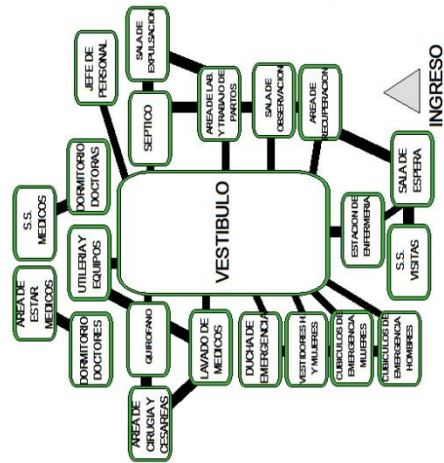 S.S.
MEDICOS
DORMITORIO
DOCTORAS
JEFE DE
PERSONAL
SALA DE
EXPULSACION
AREA DE
ESTAR
MEDICOS
DORMITORIO
DOCTORES
UTILERIA Y
EQUIPOS
SEPTICO
AREA DE LAB.
Y TRABAJO DE
PARTOS
QUIROFANO
AREA DE
CIRUGIA Y
CESAREAS
LAVADO DE
MEDICOS
VESTIBULO
SALA DE
OBSERVACION
AREA DE
RECUPERACION
DUCHA DE
EMERGENCIA
VESTIDORES H
Y MUJERES
CUBICULOS DE
EMERGENCIA
MUJERES
CUBICULOS DE
EMERGENCIA
HOMBRES
ESTACION DE
ENFERMERIA
SALA DE
ESPERA
S.S.
VISITAS
INGRESO